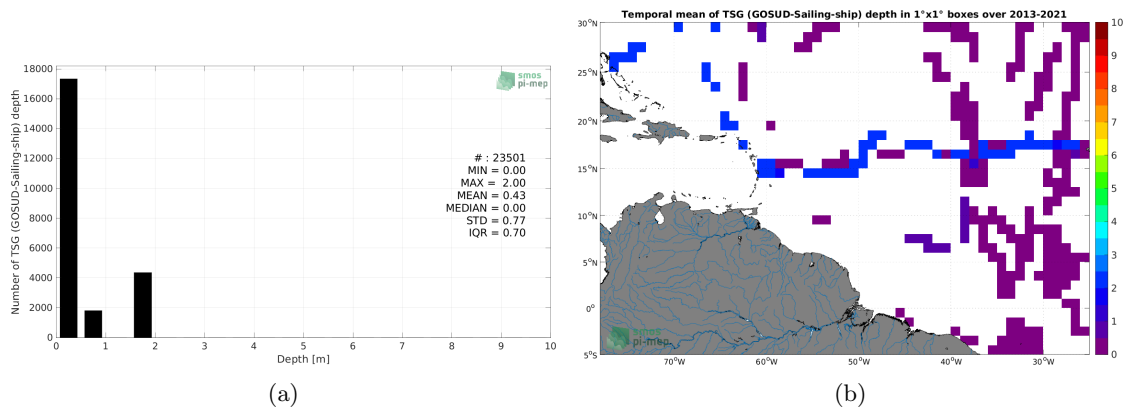 18000
16000
14000
12000
10000
8000
6000
4000
2000
0
Number of TSG (GOSUD-Sailing-ship) depth
smos
pi-mep
# : 23501
MIN = 0.00
MAX = 2.00
MEAN = 0.43
MEDIAN = 0.00
STD = 0.77
IQR = 0.70
0 1 2 3 4 5 6 7 8 9 10
Depth [m]
(a)
Temporal mean of TSG (GOSUD-Sailing-ship) depth in 1°x1° boxes over 2013-2021
30°N
25°N
20°N
15°N
10°N
5°N
0°
5°S
70°W 60°W 50°W 40°W 30°W
smos
pi-mep
10
9
8
7
6
5
4
3
2
1
0
(b)